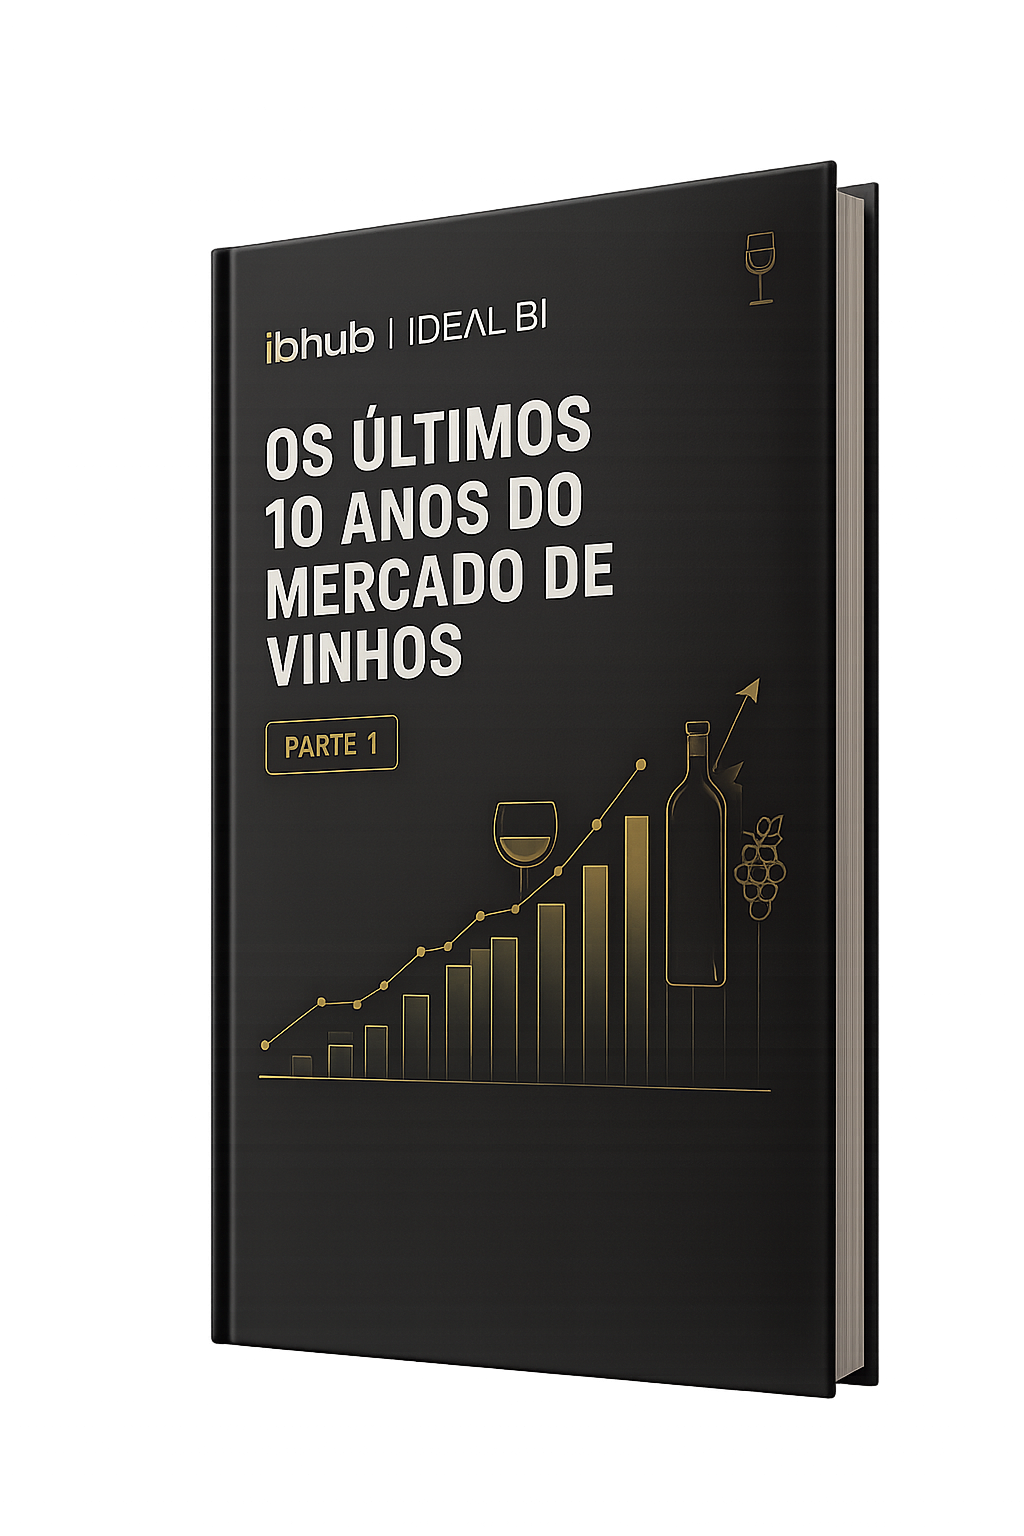 ibhub | IDEAL BI
OS ÚLTIMOS
10 ANOS DO
MERCADO DE
VINHOS
PARTE 1